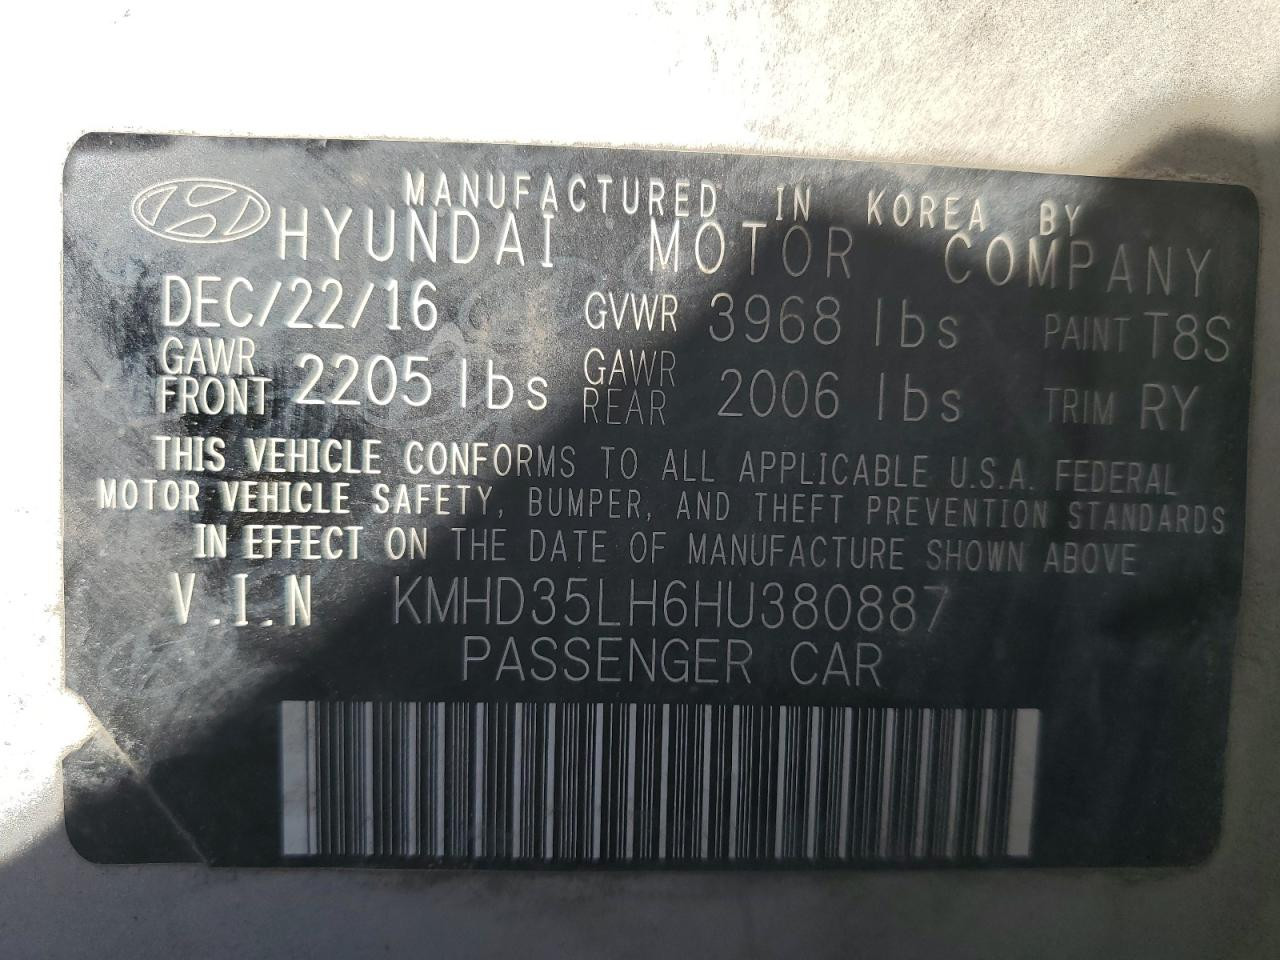 MANUFACTURED IN KOREA BY
HYUNDAI MOTOR COMPANY
DEC/22/16 GVWR 3968 lbs PAINT T8S
GAWR FRONT 2205 lbs GAWR REAR 2006 lbs TRIM RY
THIS VEHICLE CONFORMS TO ALL APPLICABLE U.S.A. FEDERAL
MOTOR VEHICLE SAFETY, BUMPER, AND THEFT PREVENTION STANDARDS
IN EFFECT ON THE DATE OF MANUFACTURE SHOWN ABOVE
V.I.N KMHD35LH6HU380887
PASSENGER CAR